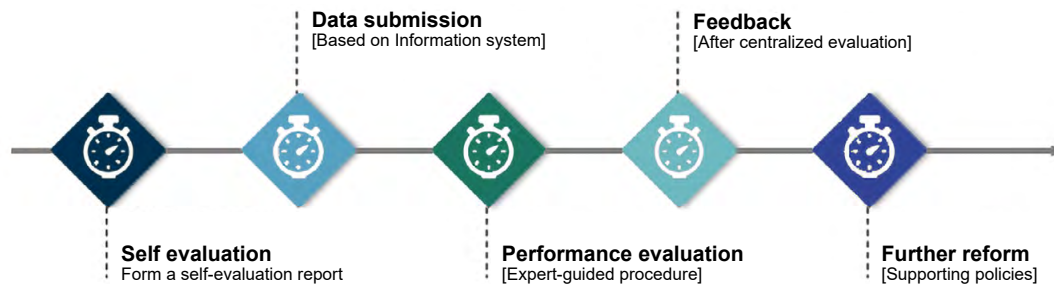 Data submission
[Based on Information system]
Feedback
[After centralized evaluation]
Self evaluation
Form a self-evaluation report
Performance evaluation
[Expert-guided procedure]
Further reform
[Supporting policies]